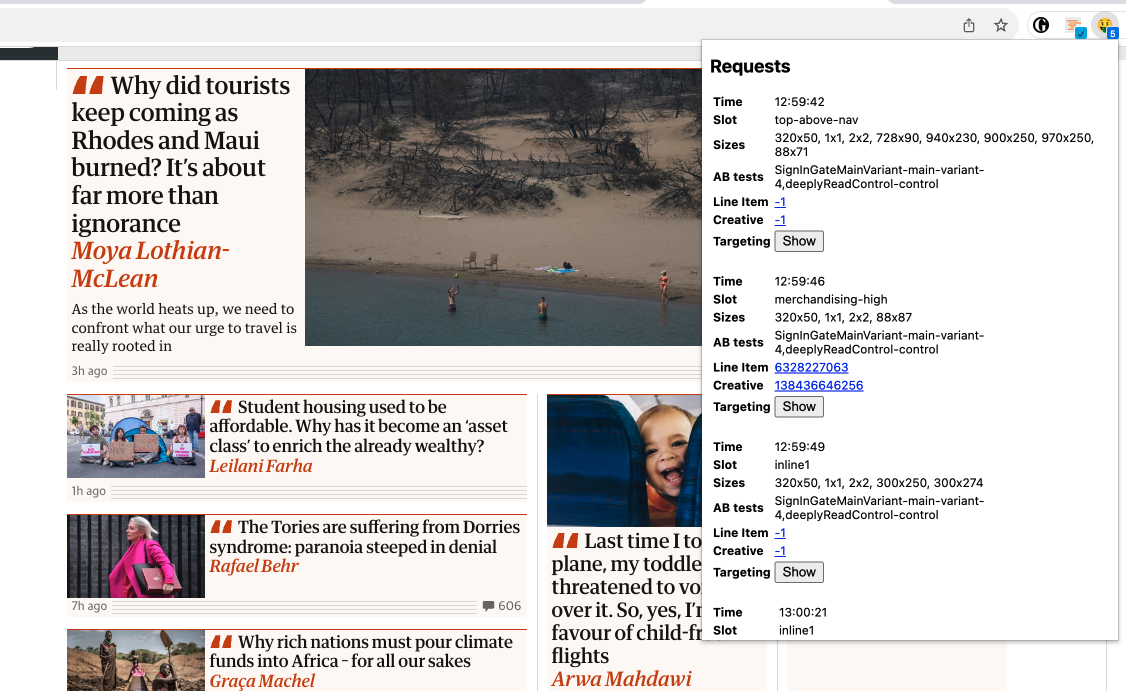 Why did tourists
keep coming as
Rhodes and Maui
burned? It's about
far more than
ignorance
Moya Lothian-
McLean
As the world heats up, we need to
confront what our urge to travel is
really rooted in
3h ago
Student housing used to be
affordable. Why has it become an ‘asset
class’ to enrich the already wealthy?
Leilani Farha
1h ago
The Tories are suffering from Dorries
syndrome: paranoia steeped in denial
Rafael Behr
7h ago
606
Why rich nations must pour climate
funds into Africa – for all our sakes
Graça Machel
Last time I to
plane, my toddle
threatened to vo
over it. So, yes, I'r
favour of child-fr
flights
Arwa Mahdawi
5
Requests
Time 12:59:42
Slot top-above-nav
Sizes 320x50, 1x1, 2x2, 728x90, 940x230, 900x250, 970x250,
88x71
AB tests SignInGateMainVariant-main-variant-
4,deeplyReadControl-control
Line Item -1
Creative -1
Targeting Show
Time 12:59:46
Slot merchandising-high
Sizes 320x50, 1x1, 2x2, 88x87
AB tests SignInGateMainVariant-main-variant-
4,deeplyReadControl-control
Line Item 6328227063
Creative 138436646256
Targeting Show
Time 12:59:49
Slot inline1
Sizes 320x50, 1x1, 2x2, 300x250, 300x274
AB tests SignInGateMainVariant-main-variant-
4,deeplyReadControl-control
Line Item -1
Creative -1
Targeting Show
Time 13:00:21
Slot inline1